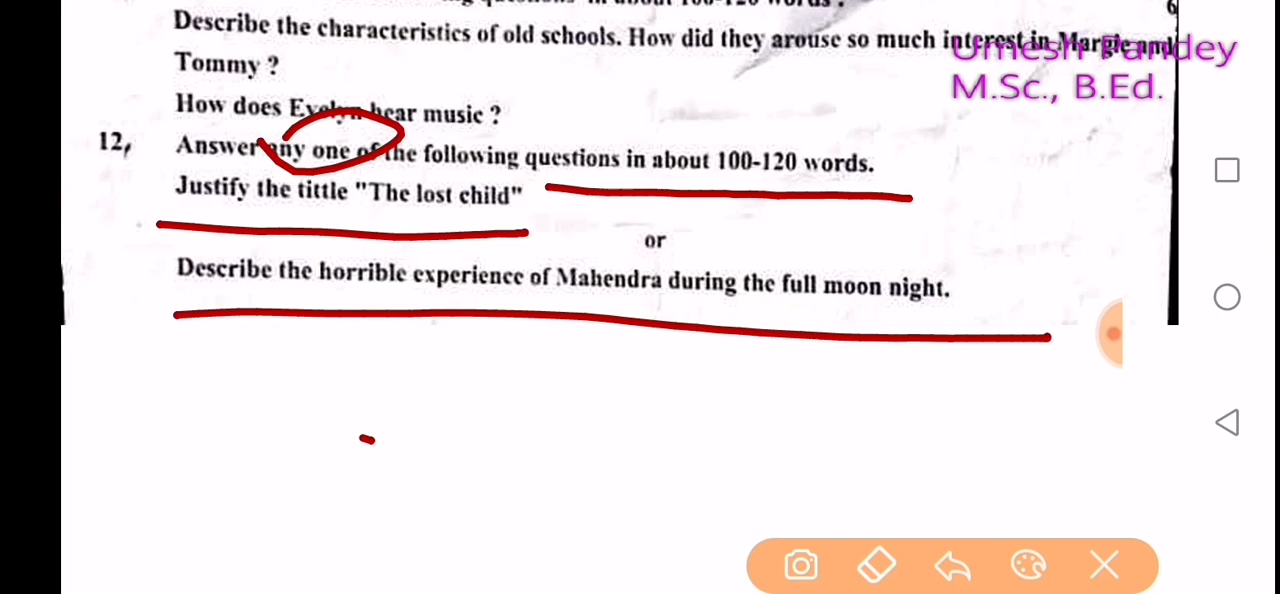 words.
6
Describe the characteristics of old schools. How did they arouse so much interest in Margie and
Tommy ?
Umesh Pandey
M.Sc., B.Ed.
How does Evelyn hear music ?
12, Answer any one of the following questions in about 100-120 words.
Justify the tittle "The lost child"
or
Describe the horrible experience of Mahendra during the full moon night.